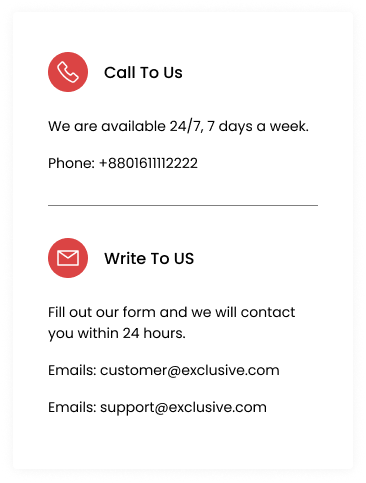 Call To Us
We are available 24/7, 7 days a week.
Phone: +8801611112222
Write To US
Fill out our form and we will contact
you within 24 hours.
Emails: customer@exclusive.com
Emails: support@exclusive.com